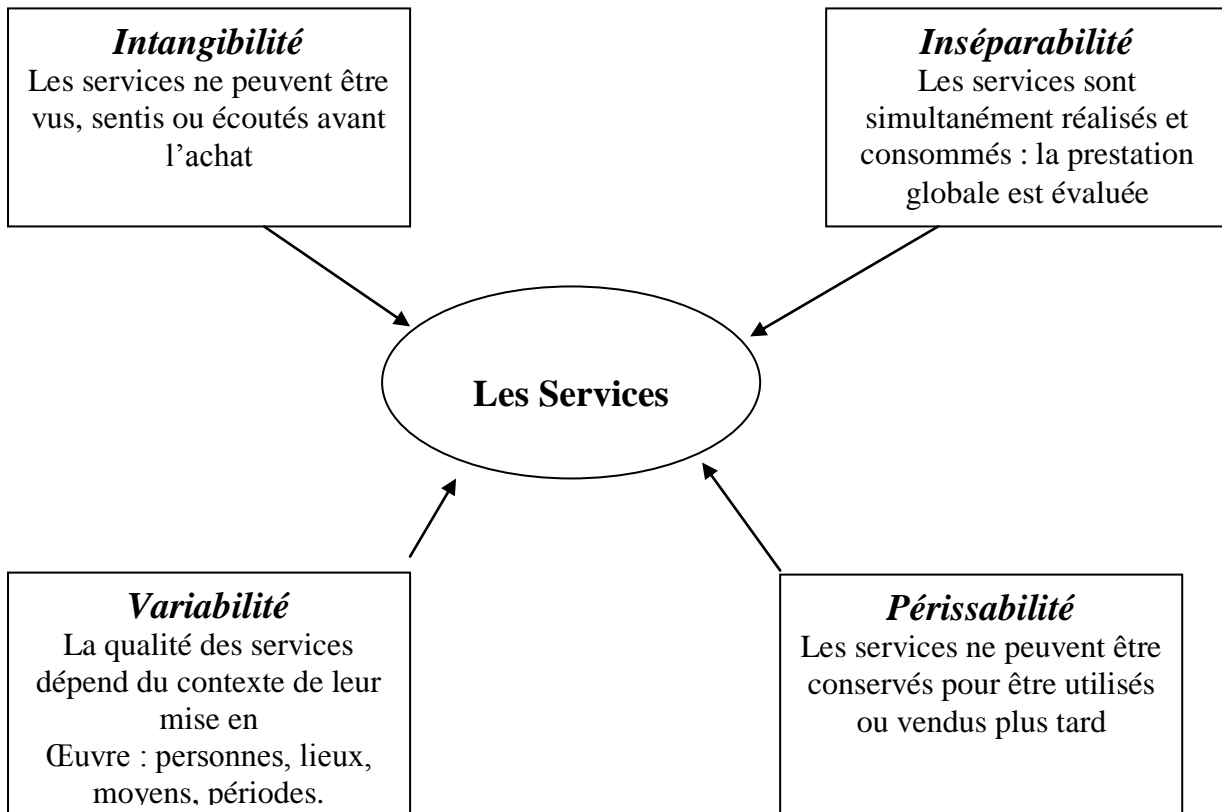 Intangibilité
Les services ne peuvent être
vus, sentis ou écoutés avant
l’achat
Inséparabilité
Les services sont
simultanément réalisés et
consommés : la prestation
globale est évaluée
Les Services
Variabilité
La qualité des services
dépend du contexte de leur
mise en
Œuvre : personnes, lieux,
moyens, périodes.
Périssabilité
Les services ne peuvent être
conservés pour être utilisés
ou vendus plus tard